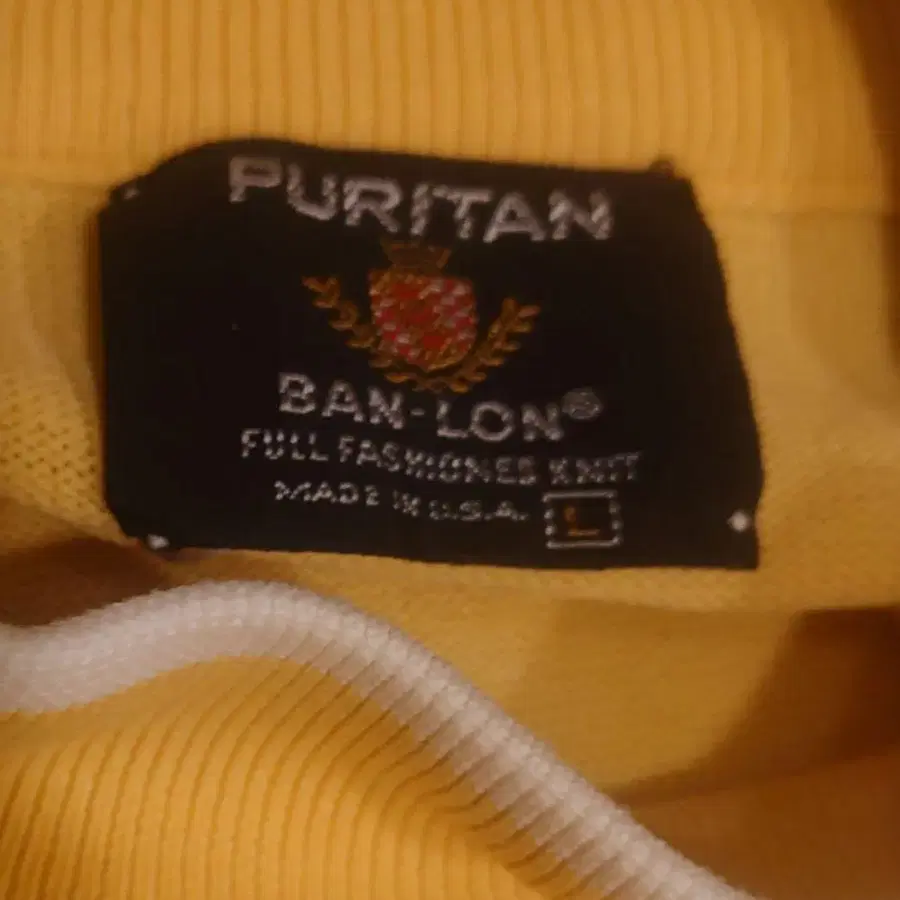 PURITAN
BAN-LON®
FULL FASHIONED KNIT
MADE IN U.S.A. L